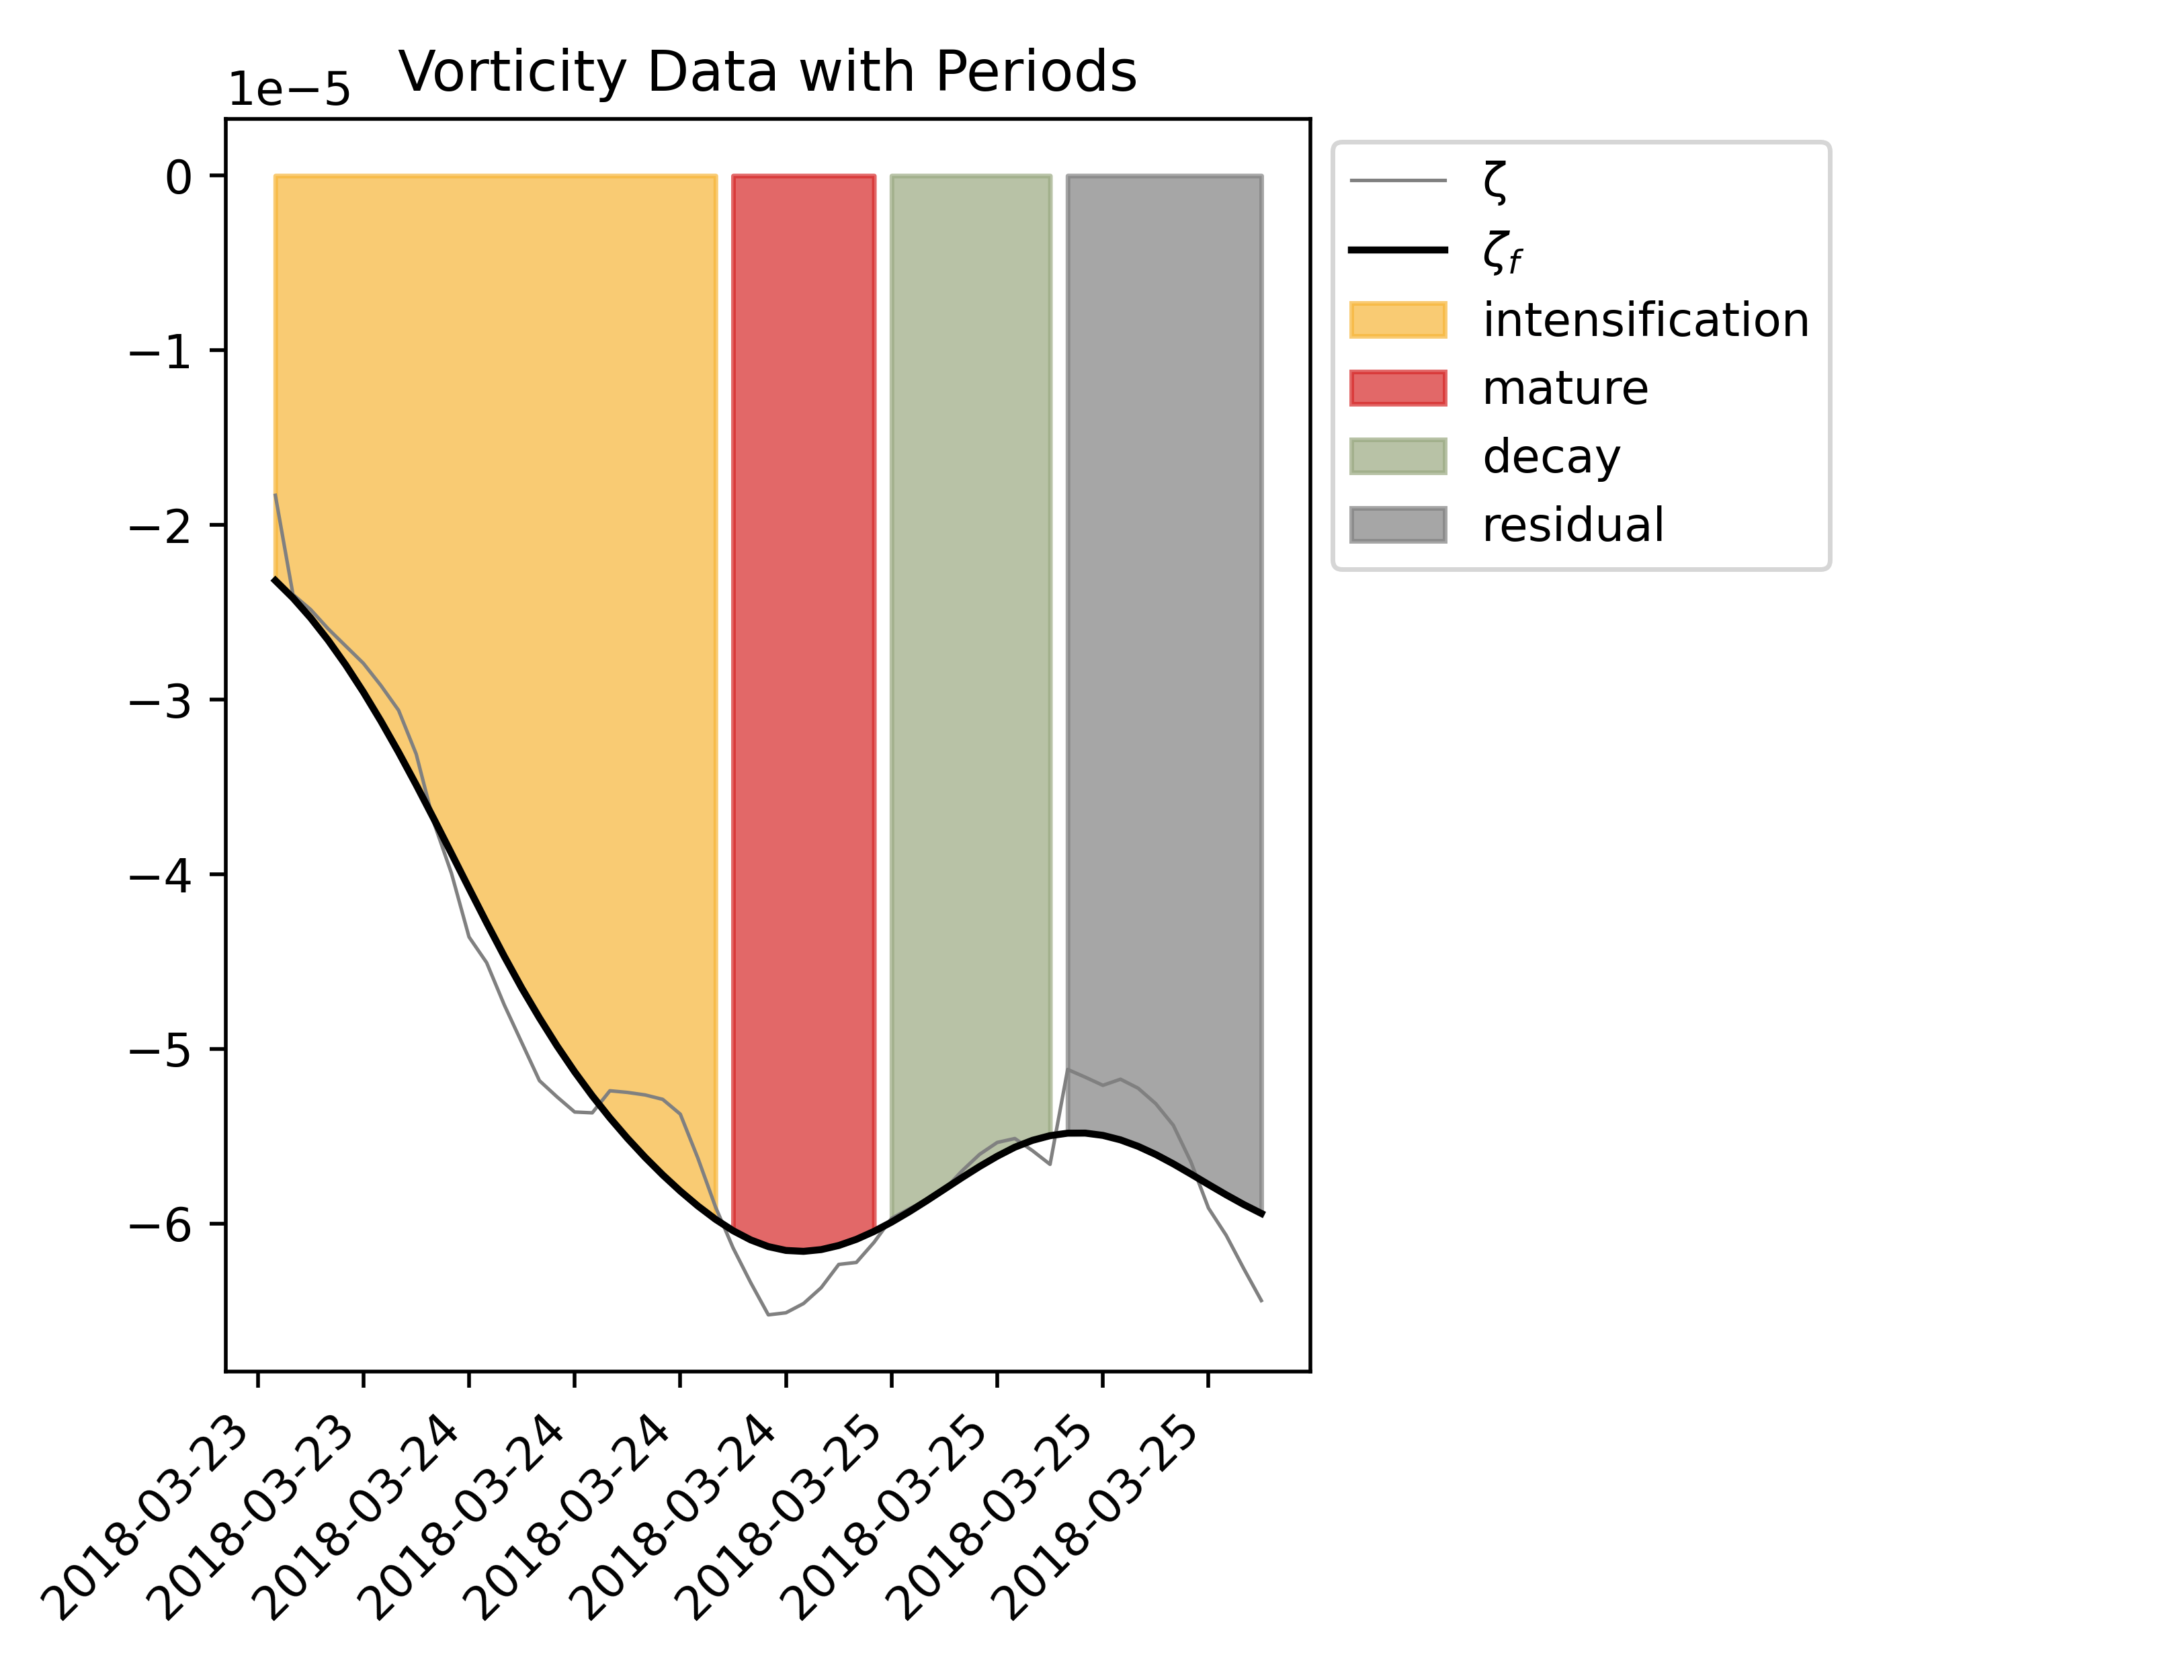 Vorticity Data with Periods
1e−5
0
−1
−2
−3
−4
−5
−6
2018-03-23
2018-03-23
2018-03-24
2018-03-24
2018-03-24
2018-03-24
2018-03-25
2018-03-25
2018-03-25
2018-03-25
ζ
ζf
intensification
mature
decay
residual